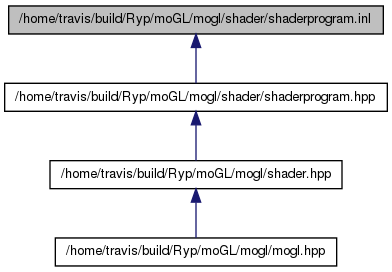 /home/travis/build/Ryp/moGL/mogl/shader/shaderprogram.inl
/home/travis/build/Ryp/moGL/mogl/shader/shaderprogram.hpp
/home/travis/build/Ryp/moGL/mogl/shader.hpp
/home/travis/build/Ryp/moGL/mogl/mogl.hpp